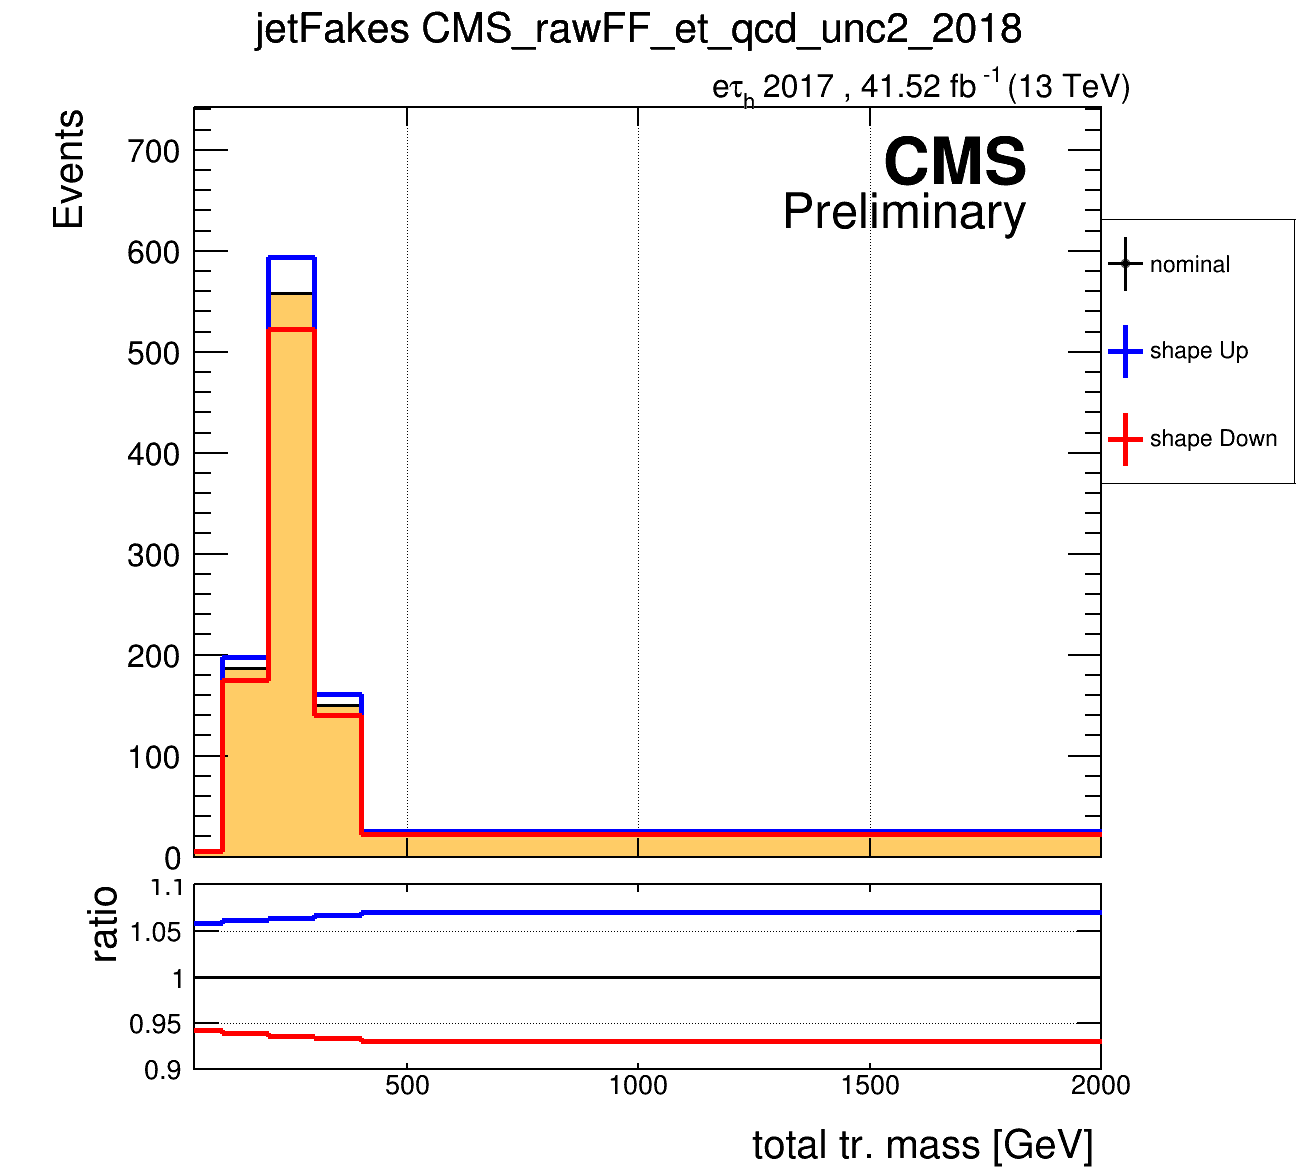 jetFakes CMS_rawFF_et_qcd_unc2_2018
eτh 2017 , 41.52 fb-1 (13 TeV)
Events
700
600
500
400
300
200
100
0
CMS
Preliminary
nominal
shape Up
shape Down
ratio
1.1
1.05
1
0.95
0.9
500 1000 1500 2000
total tr. mass [GeV]